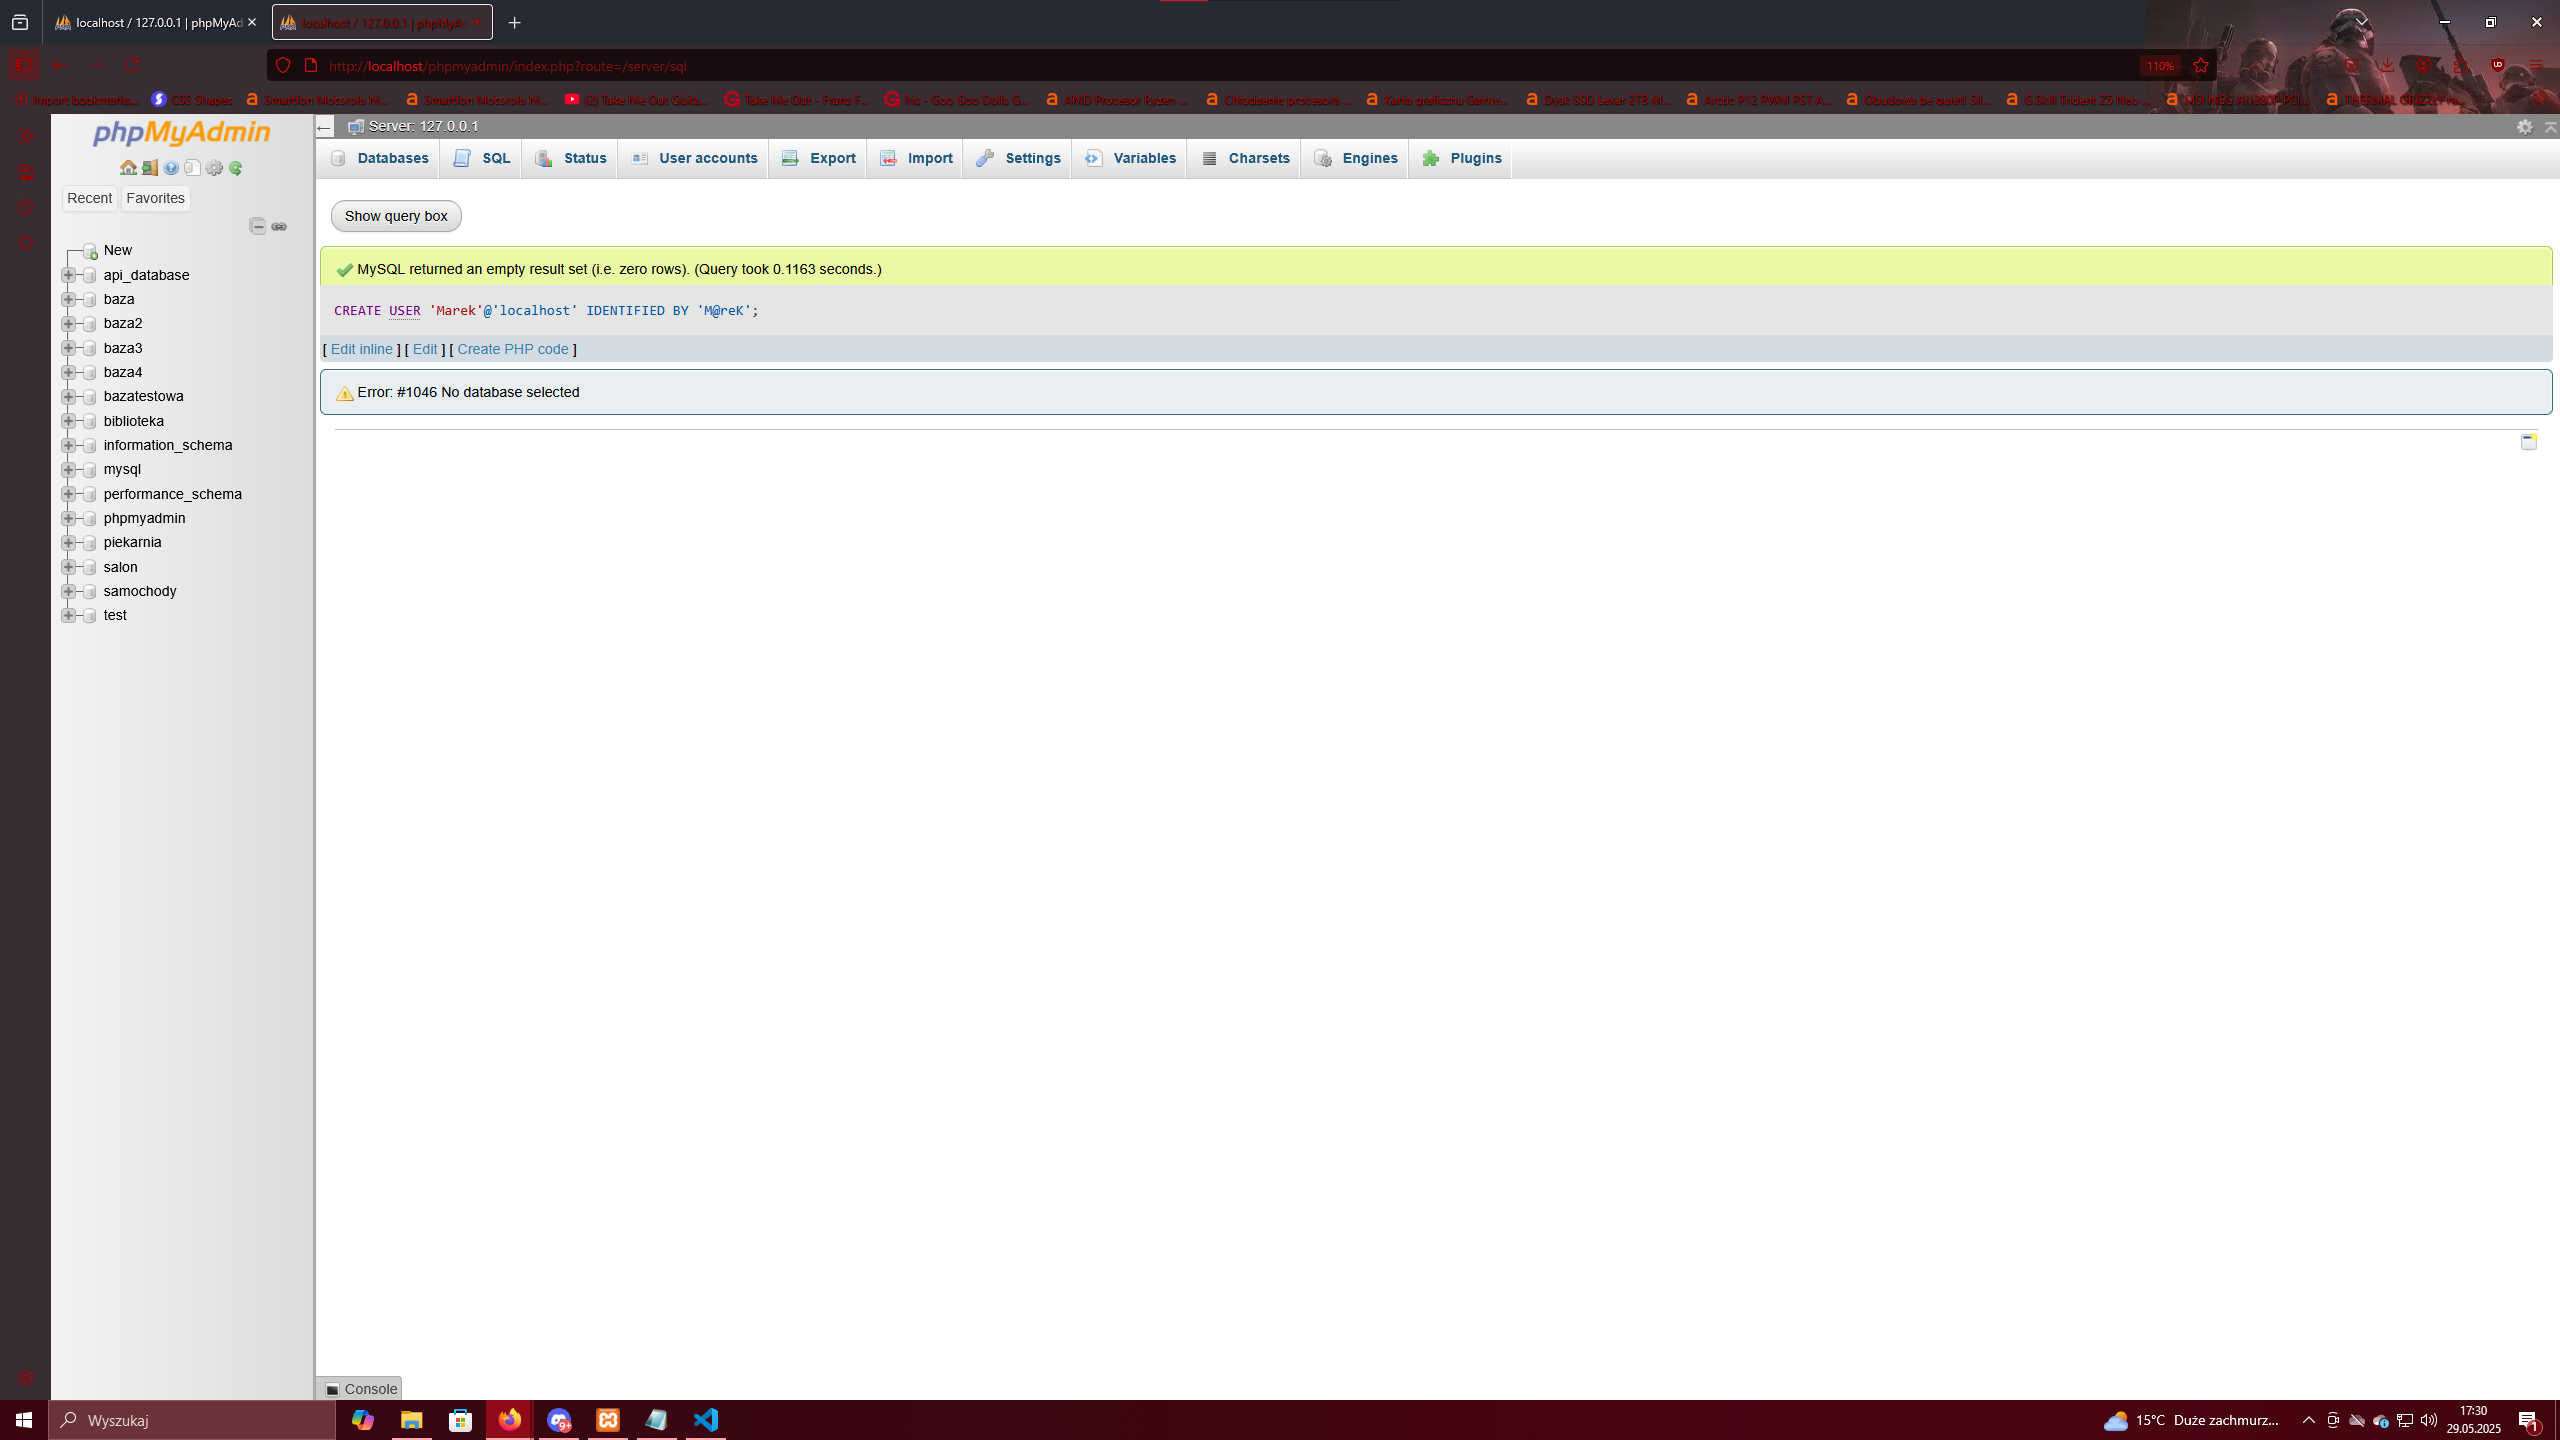 localhost / 127.0.0.1 | phpMyAd
localhost / 127.0.0.1 | phpMyAd
http://localhost/phpmyadmin/index.php?route=/server/sql
110%
Import bookmarks...
CSS Shapes
Smartfon Motorola M...
Smartfon Motorola M...
(2) Take Me Out Guita...
Take Me Out - Franz F...
Iris - Goo Goo Dolls G...
AMD Procesor Ryzen ...
Chłodzenie procesora ...
Karta graficzna Gainw...
Dysk SSD Lexar 2TB M...
Arctic P12 PWM PST A...
Obudowa be quiet! Sil...
G.Skill Trident Z5 Neo ...
THERMAL GRIZZLY
phpMyAdmin
Recent
Favorites
New
api_database
baza
baza2
baza3
baza4
bazatestowa
biblioteka
information_schema
mysql
performance_schema
phpmyadmin
piekarnia
salon
samochody
test
Server: 127.0.0.1
Databases
SQL
Status
User accounts
Export
Import
Settings
Variables
Charsets
Engines
Plugins
Show query box
MySQL returned an empty result set (i.e. zero rows). (Query took 0.1163 seconds.)
CREATE USER 'Marek'@'localhost' IDENTIFIED BY 'M@reK';
[ Edit inline ] [ Edit ] [ Create PHP code ]
Error: #1046 No database selected
Console
Wyszukaj
9+
15°C Duże zachmurz...
17:30
29.05.2025
1